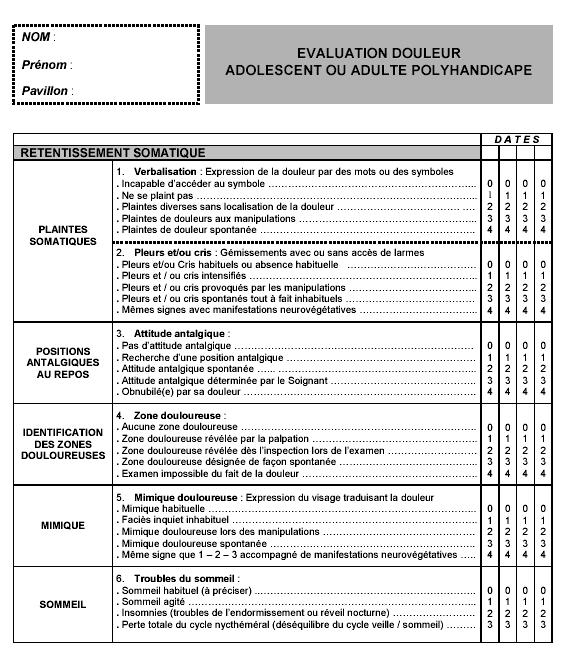 NOM :
Prénom :
Pavillon :
EVALUATION DOULEUR
ADOLESCENT OU ADULTE POLYHANDICAPE
D A T E S
RETENTISSEMENT SOMATIQUE
PLAINTES
SOMATIQUES
1. Verbalisation : Expression de la douleur par des mots ou des symboles
. Incapable d'accéder au symbole ........ 0 0 0 0
. Ne se plaint pas ........ 1 1 1 1
. Plaintes diverses sans localisation de la douleur ........ 2 2 2 2
. Plaintes de douleurs aux manipulations ........ 3 3 3 3
. Plaintes de douleur spontanée ........ 4 4 4 4
2. Pleurs et/ou cris : Gémissements avec ou sans accès de larmes
. Pleurs et/ou Cris habituels ou absence habituelle ........ 0 0 0 0
. Pleurs et / ou cris intensifiés ........ 1 1 1 1
. Pleurs et / ou cris provoqués par les manipulations ........ 2 2 2 2
. Pleurs et / ou cris spontanés tout à fait inhabituels ........ 3 3 3 3
. Mêmes signes avec manifestations neurovégétatives ........ 4 4 4 4
POSITIONS
ANTALGIQUES
AU REPOS
3. Attitude antalgique :
. Pas d'attitude antalgique ........ 0 0 0 0
. Recherche d'une position antalgique ........ 1 1 1 1
. Attitude antalgique spontanée ........ 2 2 2 2
. Attitude antalgique déterminée par le Soignant ........ 3 3 3 3
. Obnubilé(e) par sa douleur ........ 4 4 4 4
IDENTIFICATION
DES ZONES
DOULOUREUSES
4. Zone douloureuse :
. Aucune zone douloureuse ........ 0 0 0 0
. Zone douloureuse révélée par la palpation ........ 1 1 1 1
. Zone douloureuse révélée dès l'inspection lors de l'examen ........ 2 2 2 2
. Zone douloureuse désignée de façon spontanée ........ 3 3 3 3
. Examen impossible du fait de la douleur ........ 4 4 4 4
MIMIQUE
5. Mimique douloureuse : Expression du visage traduisant la douleur
. Mimique habituelle ........ 0 0 0 0
. Faciès inquiet inhabituel ........ 1 1 1 1
. Mimique douloureuse lors des manipulations ........ 2 2 2 2
. Mimique douloureuse spontanée ........ 3 3 3 3
. Même signe que 1 – 2 – 3 accompagné de manifestations neurovégétatives ..... 4 4 4 4
SOMMEIL
6. Troubles du sommeil :
. Sommeil habituel (à préciser) ........ 0 0 0 0
. Sommeil agité ........ 1 1 1 1
. Insomnies (troubles de l'endormissement ou réveil nocturne) ........ 2 2 2 2
. Perte totale du cycle nycthéméral (déséquilibre du cycle veille / sommeil) ........ 3 3 3 3